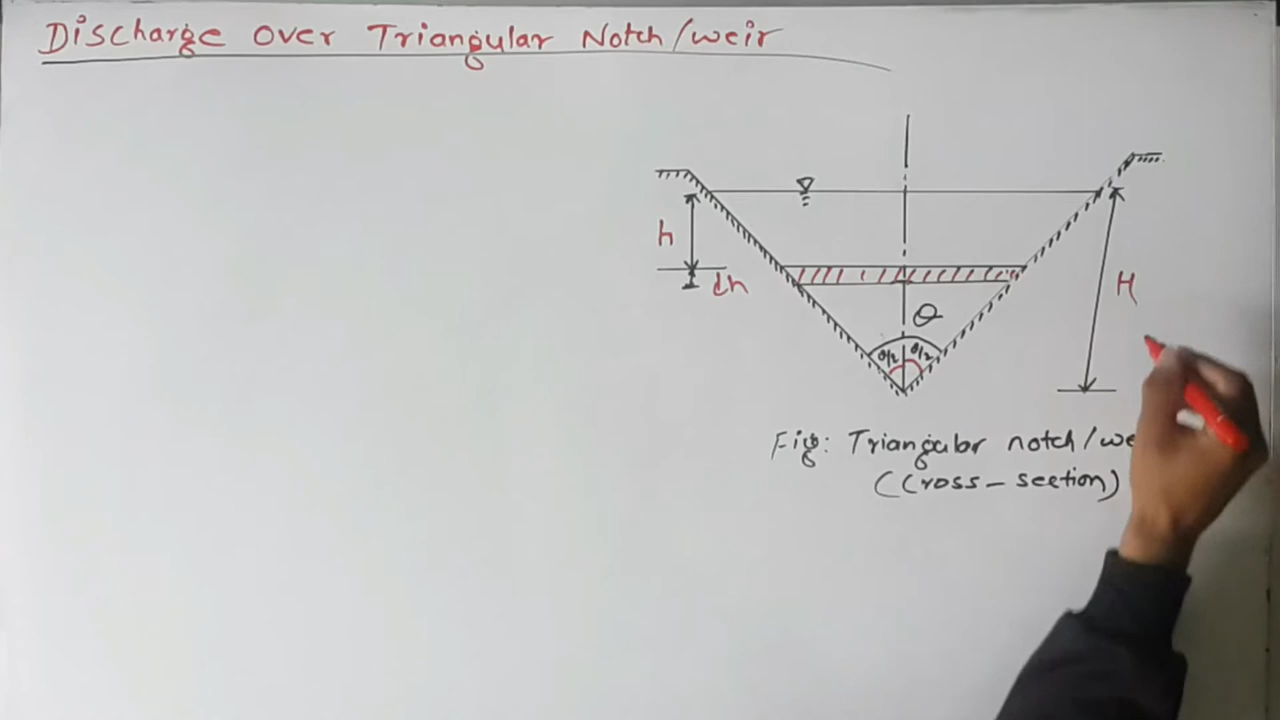 Discharge Over Triangular Notch/weir
h
dh
H
θ
θ/2 θ/2
Fig: Triangular notch/we
(Cross-section)